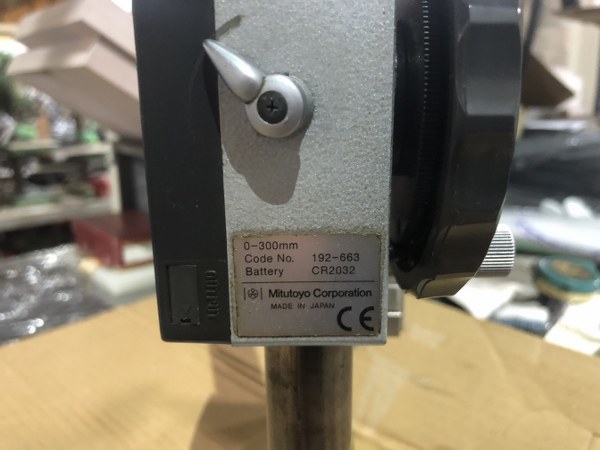 0-300mm
Code No. 192-663
Battery CR2032
Mitutoyo Corporation
MADE IN JAPAN
CE